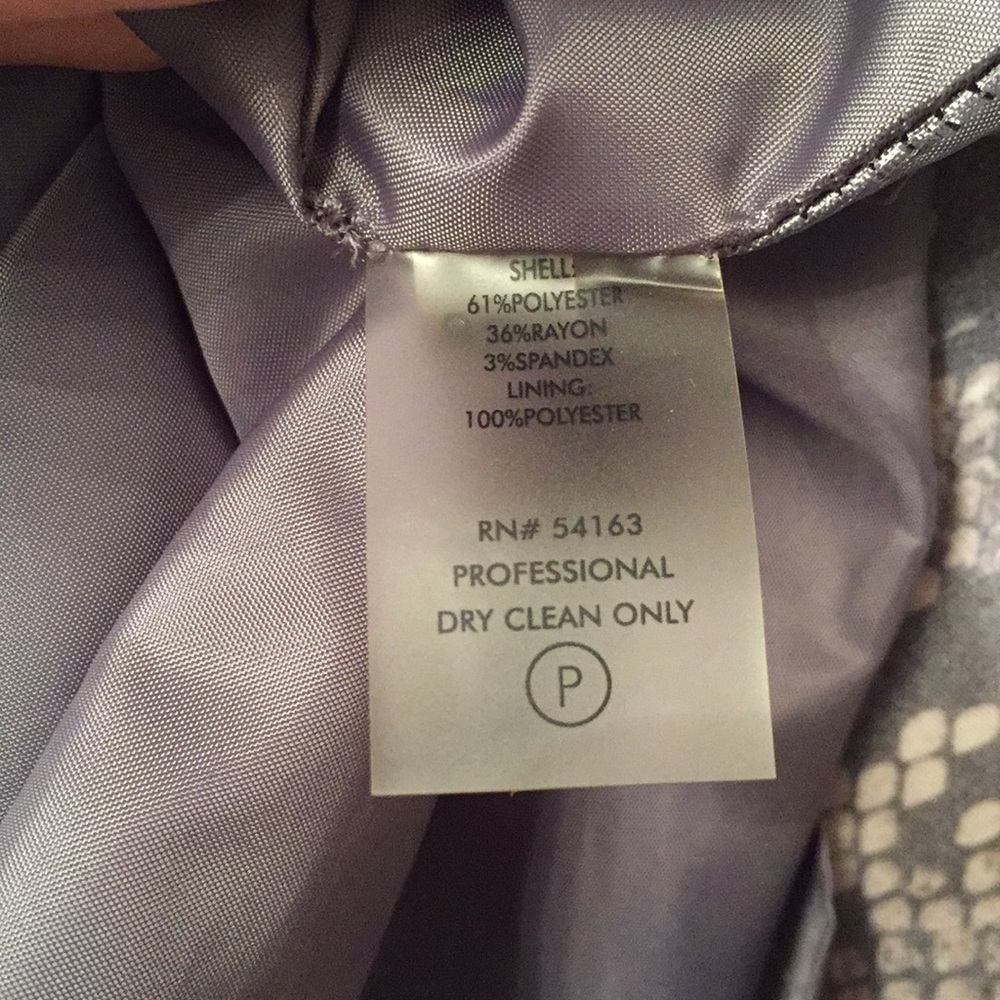 SHELL:
61%POLYESTER
36%RAYON
3%SPANDEX
LINING:
100%POLYESTER
RN# 54163
PROFESSIONAL
DRY CLEAN ONLY
P